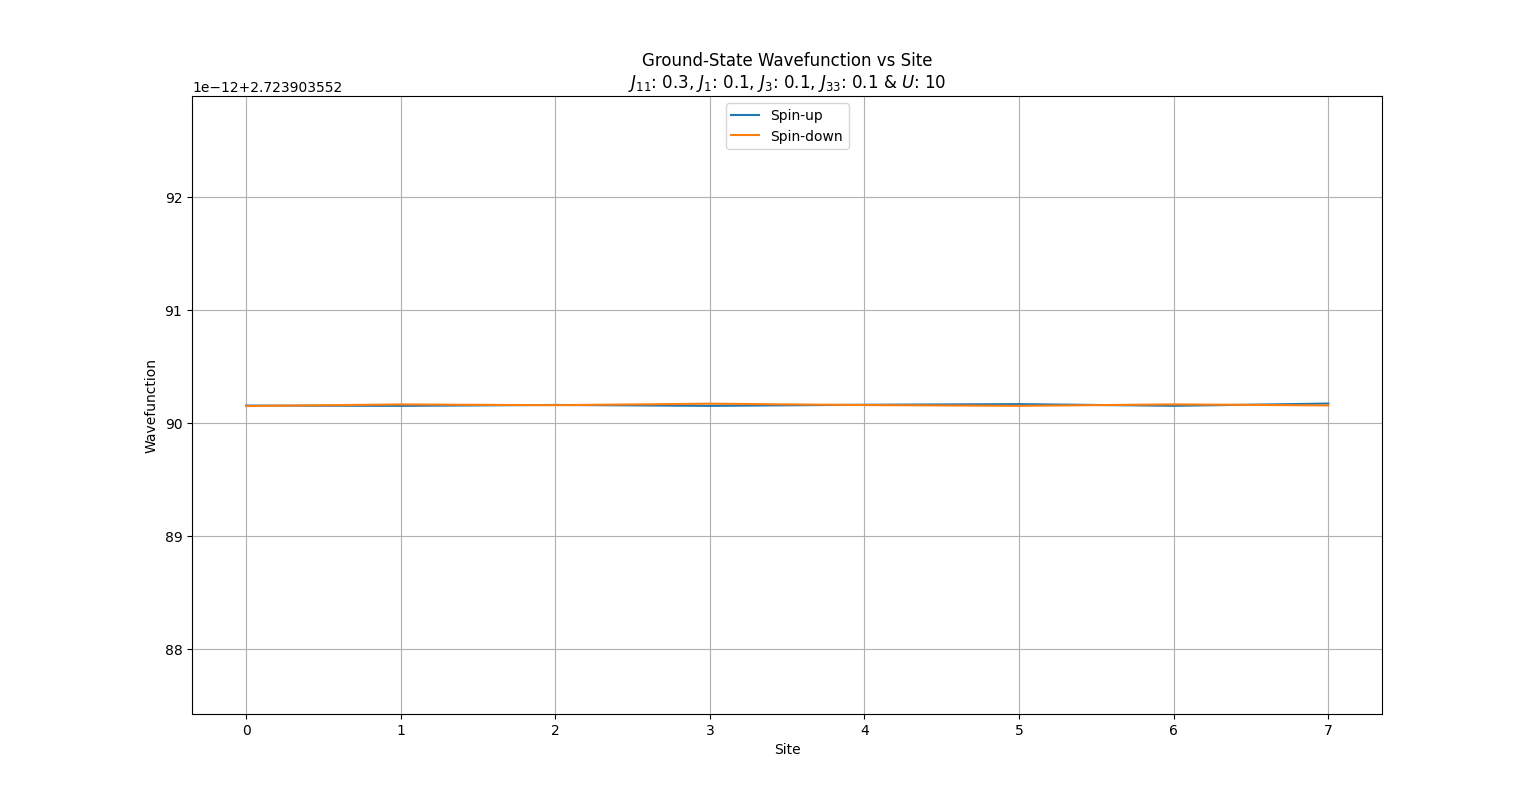 Ground-State Wavefunction vs Site
J₁₁: 0.3, J₁: 0.1, J₃: 0.1, J₃₃: 0.1 & U: 10
1e−12+2.723903552
Spin-up
Spin-down
92
91
90
89
88
Wavefunction
0 1 2 3 4 5 6 7
Site